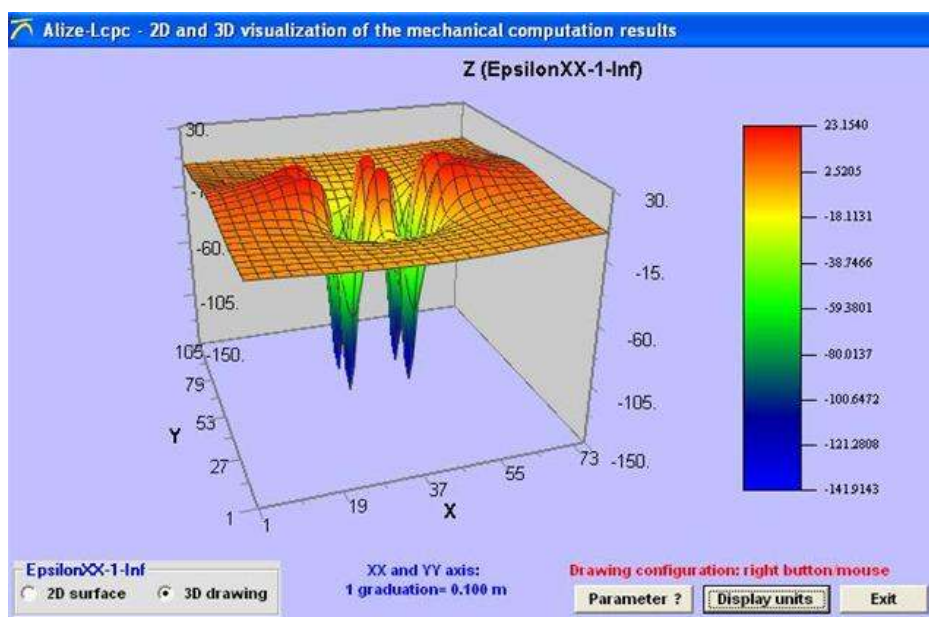 Alize-Lcpc - 2D and 3D visualization of the mechanical computation results
Z (EpsilonXX-1-Inf)
30.
-60.
-105.
-150.
30.
-15.
-60.
-105.
-150.
105
79
53
27
1
Y
1
19
37
55
73
X
23.1540
2.5205
-18.1131
-38.7466
-59.3801
-80.0137
-100.6472
-121.2808
-141.9143
EpsilonXX-1-Inf
2D surface
3D drawing
XX and YY axis:
1 graduation= 0.100 m
Drawing configuration: right button/mouse
Parameter ?
Display units
Exit